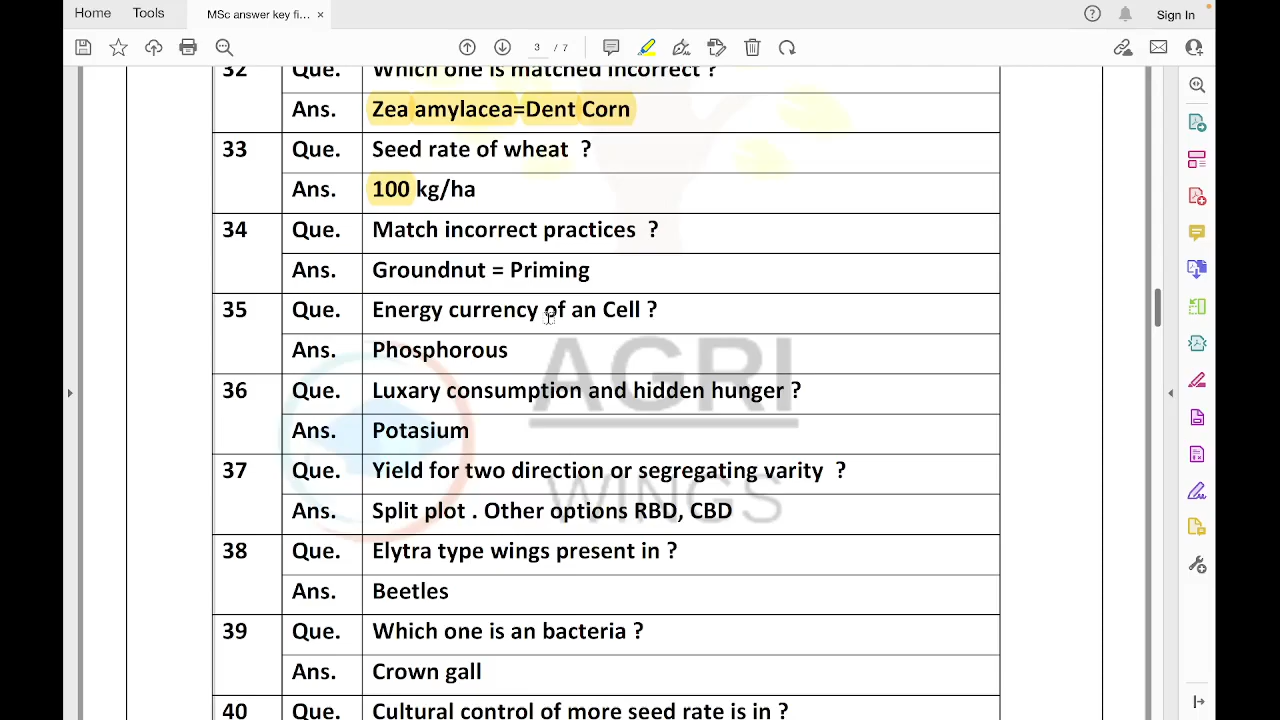 Home Tools MSc answer key fi... × Sign In
3 / 7
32 Que. Which one is matched incorrect ?
Ans. Zea amylacea=Dent Corn
33 Que. Seed rate of wheat ?
Ans. 100 kg/ha
34 Que. Match incorrect practices ?
Ans. Groundnut = Priming
35 Que. Energy currency of an Cell ?
Ans. Phosphorous
36 Que. Luxary consumption and hidden hunger ?
Ans. Potasium
37 Que. Yield for two direction or segregating varity ?
Ans. Split plot . Other options RBD, CBD
38 Que. Elytra type wings present in ?
Ans. Beetles
39 Que. Which one is an bacteria ?
Ans. Crown gall
40 Que. Cultural control of more seed rate is in ?
AGRI
WINGS